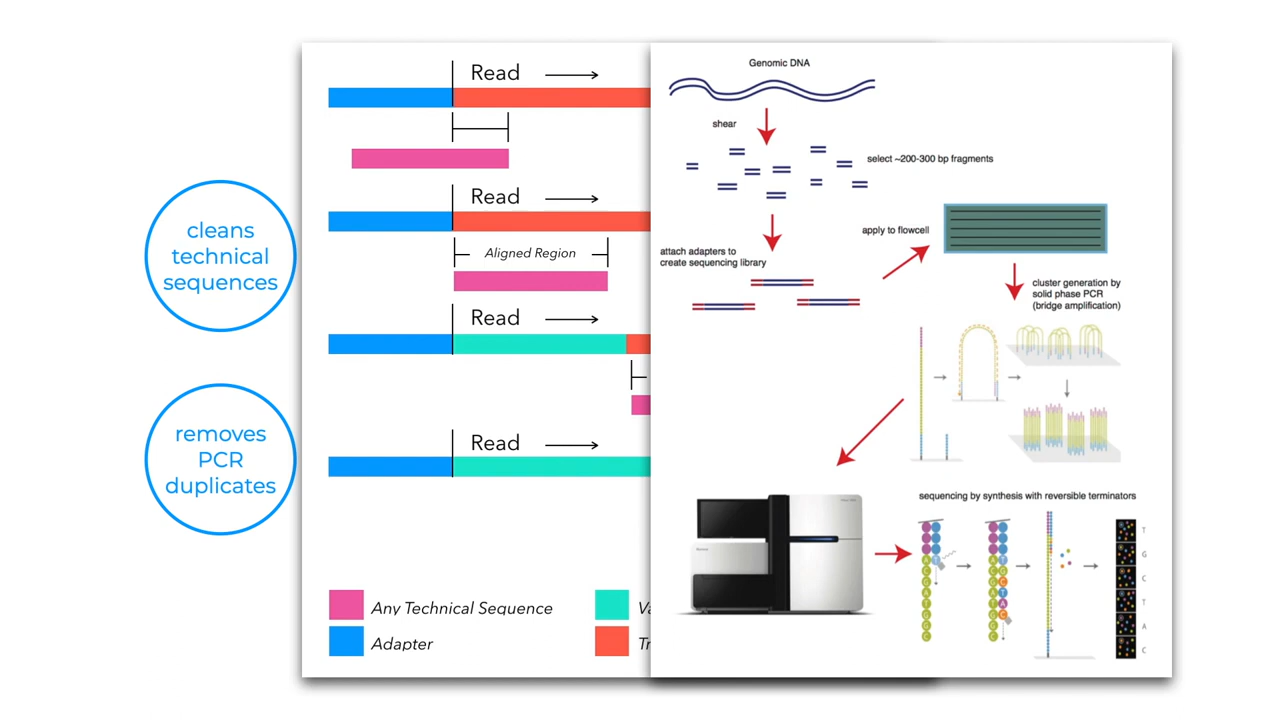 cleans
technical
sequences
removes
PCR
duplicates
Read
Read
Aligned Region
Read
Read
Any Technical Sequence
Adapter
Genomic DNA
shear
select ~200-300 bp fragments
attach adapters to
create sequencing library
apply to flowcell
cluster generation by
solid phase PCR
(bridge amplification)
sequencing by synthesis with reversible terminators
A T
C G
G C
A T
T A
G C
G
C
T
G
C
T
A
C